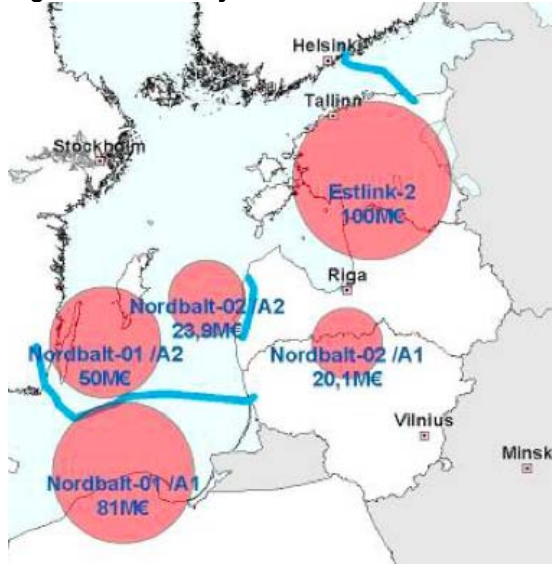 Helsinki
Tallinn
Stockholm
Estlink-2
100M€
Riga
Nordbalt-02 /A2
23,9M€
Nordbalt-01 /A2
50M€
Nordbalt-02 /A1
20,1M€
Vilnius
Minsk
Nordbalt-01 /A1
81M€